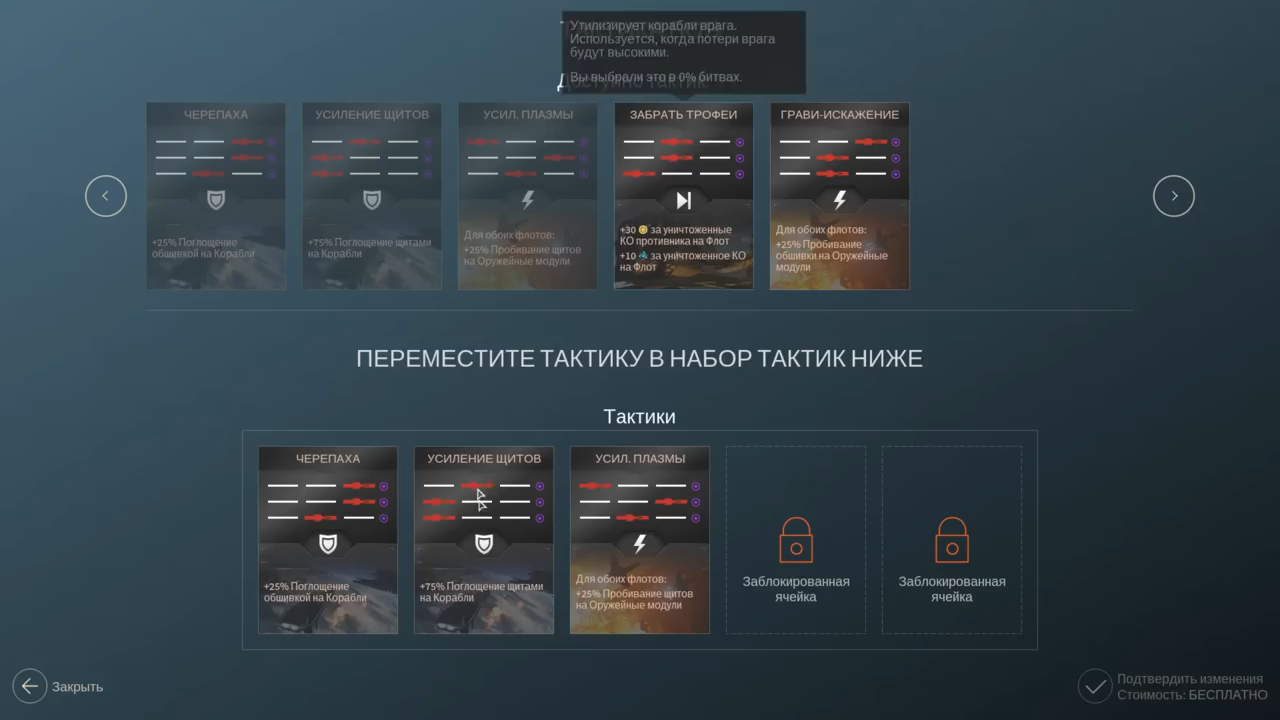 Утилизирует корабли врага.
Используется, когда потери врага
будут высокими.
Вы выбрали это в 0% битвах.
ЧЕРЕПАХА
+25% Поглощение
обшивкой на Корабли
УСИЛЕНИЕ ЩИТОВ
+75% Поглощение щитами
на Корабли
УСИЛ. ПЛАЗМЫ
Для обоих флотов:
+25% Пробивание щитов
на Оружейные модули
ЗАБРАТЬ ТРОФЕИ
+30 за уничтоженные
КО противника на Флот
+10 за уничтоженное КО
на Флот
ГРАВИ-ИСКАЖЕНИЕ
Для обоих флотов:
+25% Пробивание
обшивки на Оружейные
модули
ПЕРЕМЕСТИТЕ ТАКТИКУ В НАБОР ТАКТИК НИЖЕ
Тактики
ЧЕРЕПАХА
+25% Поглощение
обшивкой на Корабли
УСИЛЕНИЕ ЩИТОВ
+75% Поглощение щитами
на Корабли
УСИЛ. ПЛАЗМЫ
Для обоих флотов:
+25% Пробивание щитов
на Оружейные модули
Заблокированная
ячейка
Заблокированная
ячейка
Закрыть
Подтвердить изменения
Стоимость: БЕСПЛАТНО